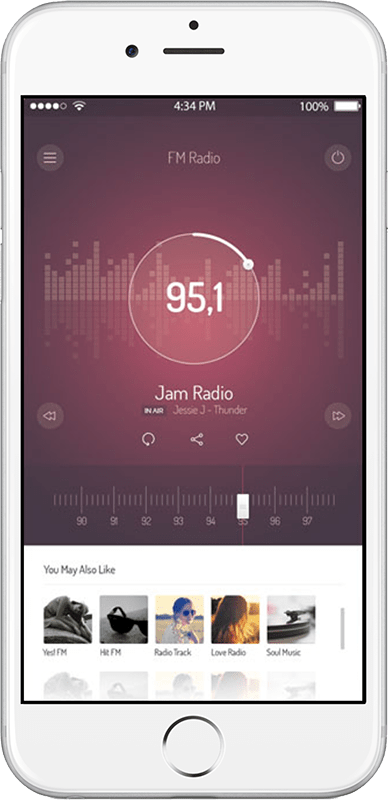 4:34 PM 100%
FM Radio
95,1
Jam Radio
IN AIR Jessie J - Thunder
90 91 92 93 94 95 96 97
You May Also Like
Yes! FM Hit FM Radio Track Love Radio Soul Music